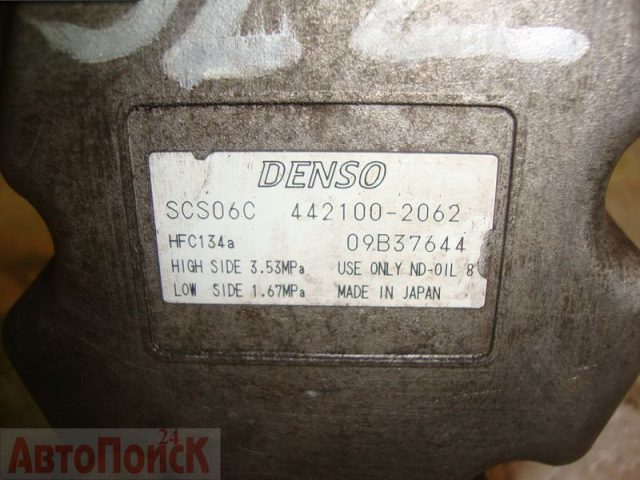 DENSO
SCS06C 442100-2062
HFC134a 09B37644
HIGH SIDE 3.53MPa USE ONLY ND-OIL 8
LOW SIDE 1.67MPa MADE IN JAPAN
24
АвтоПоисК